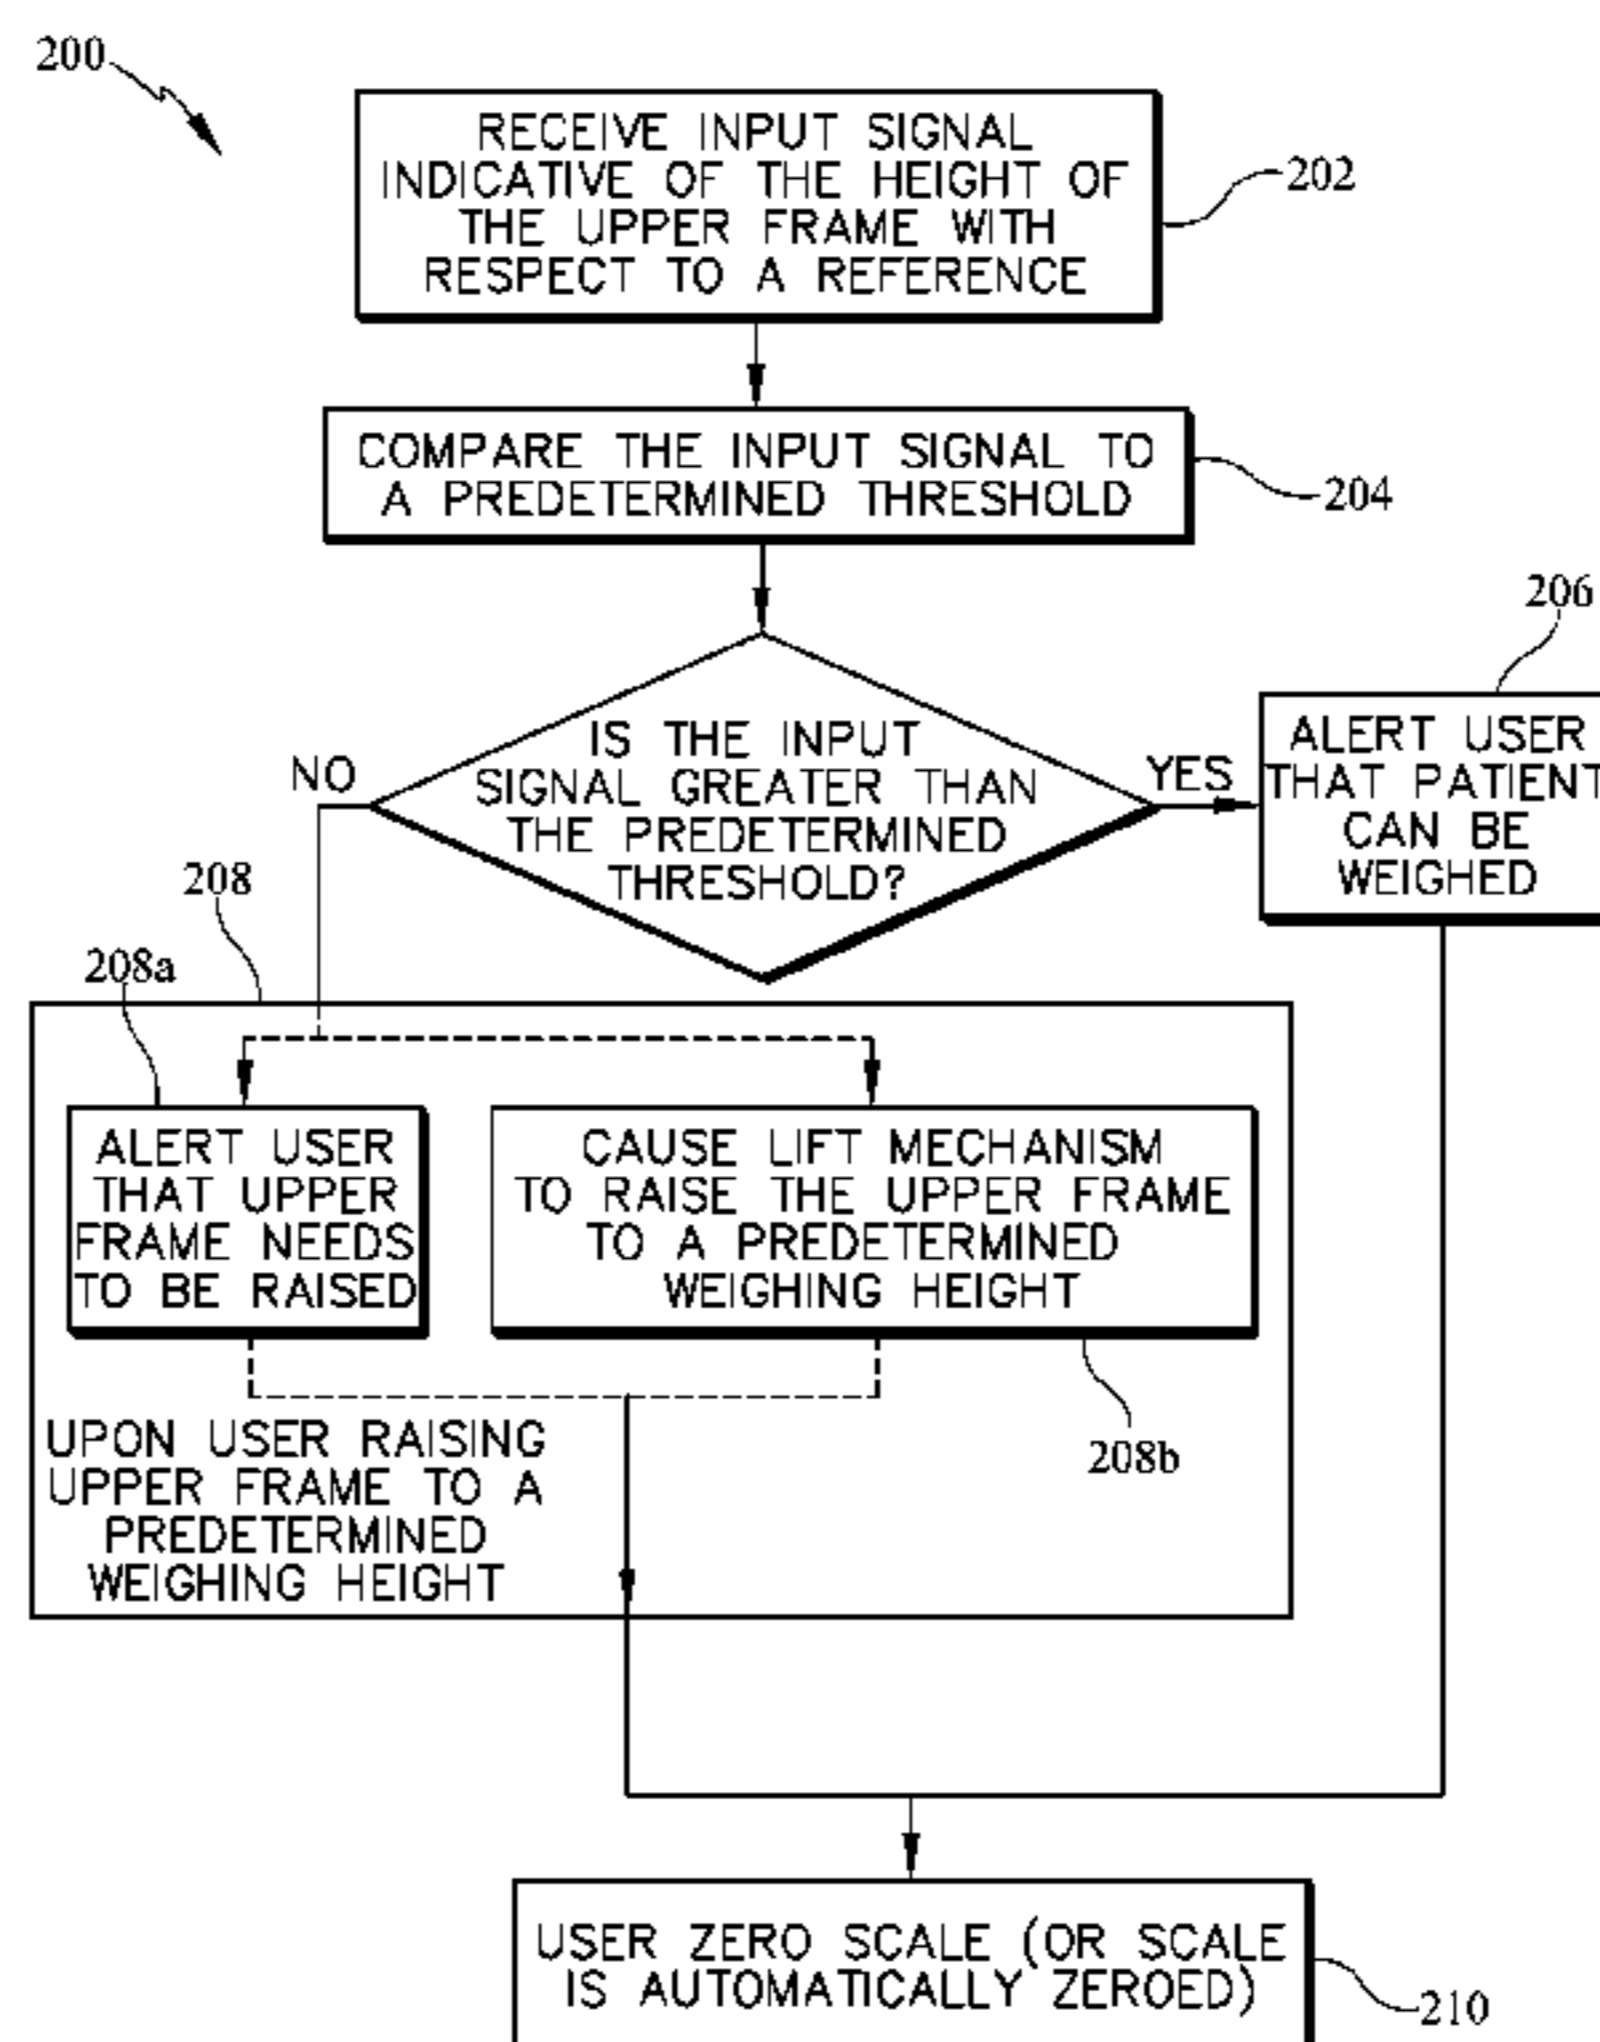 200
RECEIVE INPUT SIGNAL
INDICATIVE OF THE HEIGHT OF
THE UPPER FRAME WITH
RESPECT TO A REFERENCE
202
COMPARE THE INPUT SIGNAL TO
A PREDETERMINED THRESHOLD
204
206
IS THE INPUT
SIGNAL GREATER THAN
THE PREDETERMINED
THRESHOLD?
NO
YES
ALERT USER
THAT PATIENT
CAN BE
WEIGHED
208
208a
ALERT USER
THAT UPPER
FRAME NEEDS
TO BE RAISED
CAUSE LIFT MECHANISM
TO RAISE THE UPPER FRAME
TO A PREDETERMINED
WEIGHING HEIGHT
208b
UPON USER RAISING
UPPER FRAME TO A
PREDETERMINED
WEIGHING HEIGHT
USER ZERO SCALE (OR SCALE
IS AUTOMATICALLY ZEROED)
210